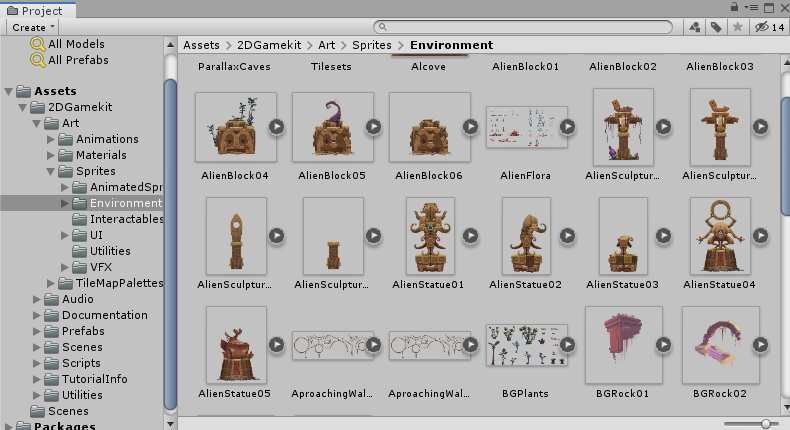 Project
Create
14
All Models
All Prefabs
Assets
2DGamekit
Art
Animations
Materials
Sprites
AnimatedSpr
Environment
Interactables
UI
Utilities
VFX
TileMapPalettes
Audio
Documentation
Prefabs
Scenes
Scripts
TutorialInfo
Utilities
Scenes
Packages
Assets > 2DGamekit > Art > Sprites > Environment
ParallaxCaves Tilesets Alcove AlienBlock01 AlienBlock02 AlienBlock03
AlienBlock04 AlienBlock05 AlienBlock06 AlienFlora AlienSculptur... AlienSculptur...
AlienSculptur... AlienSculptur... AlienStatue01 AlienStatue02 AlienStatue03 AlienStatue04
AlienStatue05 AproachingWal... AproachingWal... BGPlants BGRock01 BGRock02